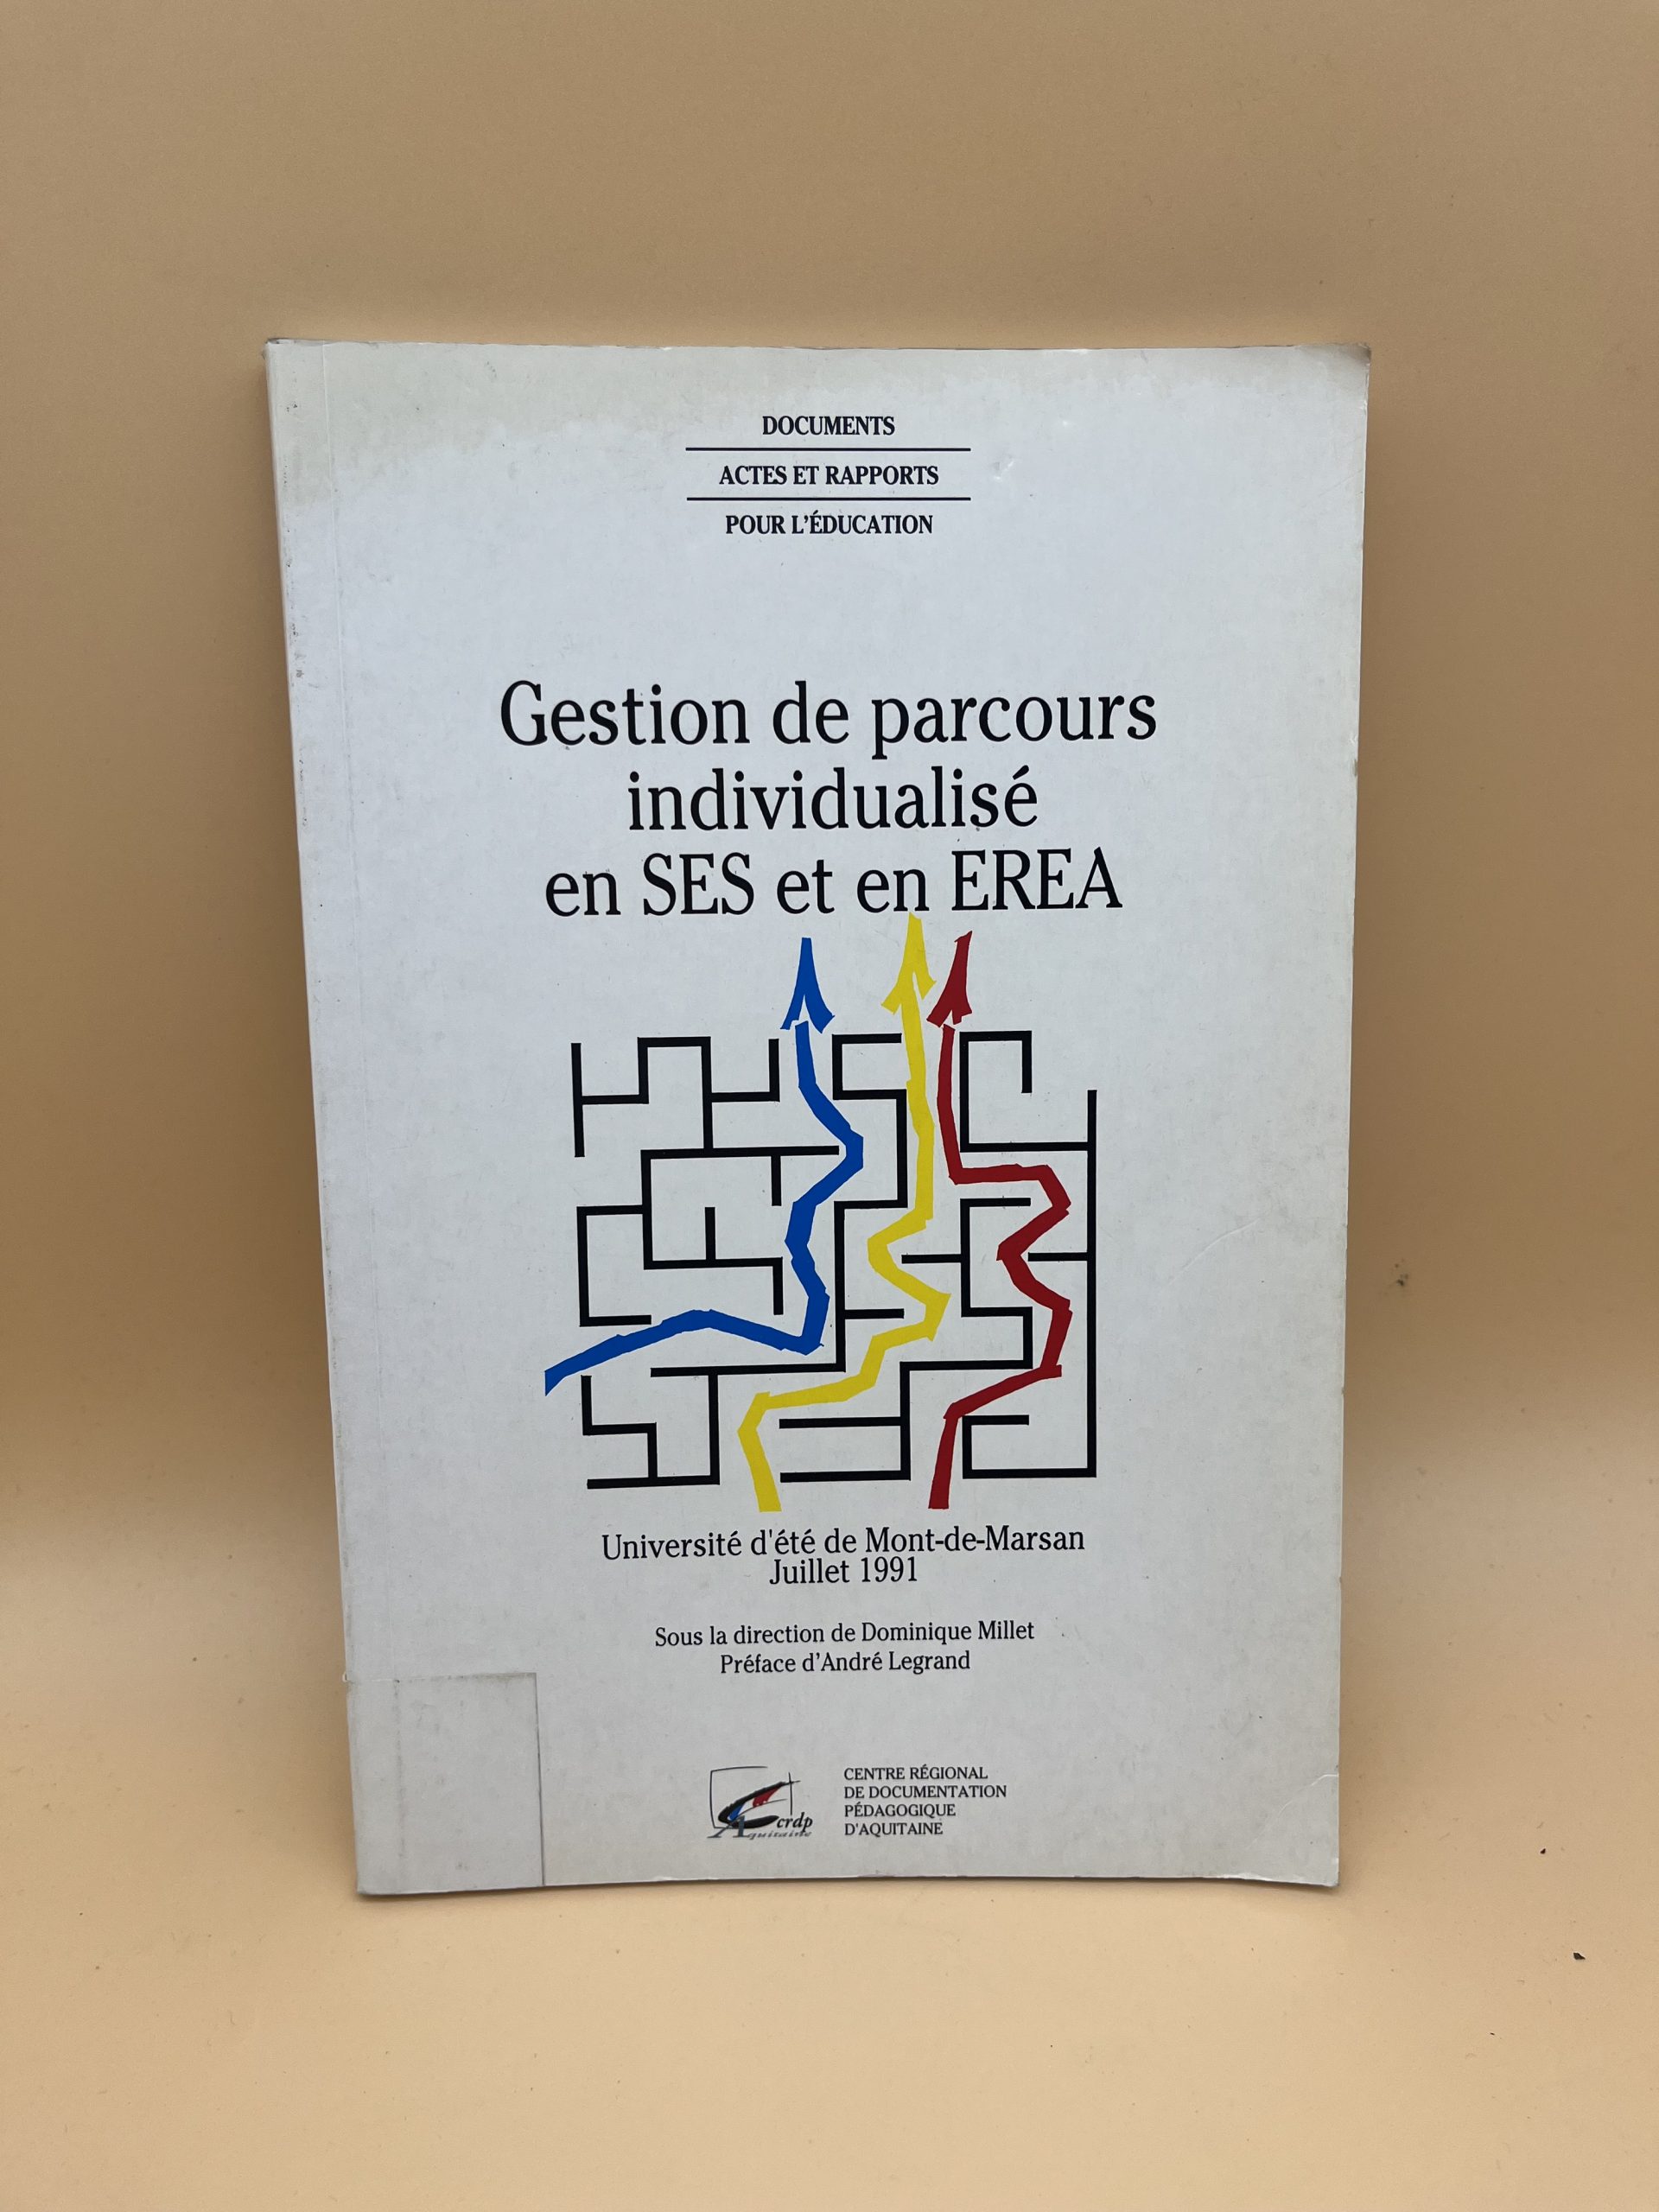 DOCUMENTS
ACTES ET RAPPORTS
POUR L'ÉDUCATION
Gestion de parcours
individualisé
en SES et en EREA
Université d'été de Mont-de-Marsan
Juillet 1991
Sous la direction de Dominique Millet
Préface d'André Legrand
crdp
Aquitaine
CENTRE RÉGIONAL
DE DOCUMENTATION
PÉDAGOGIQUE
D'AQUITAINE